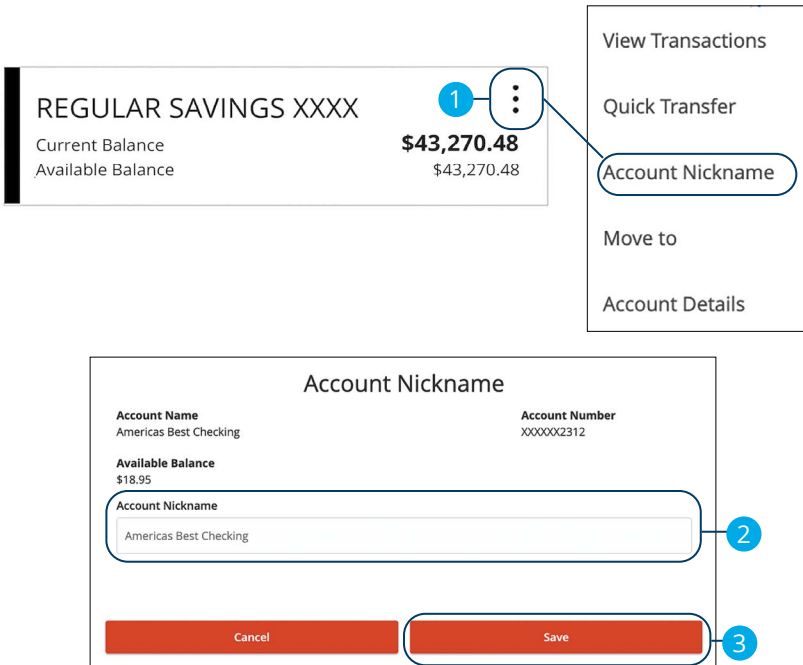 View Transactions
Quick Transfer
Account Nickname
Move to
Account Details
REGULAR SAVINGS XXXX
1
Current Balance $43,270.48
Available Balance $43,270.48
Account Nickname
Account Name Account Number
Americas Best Checking XXXXXX2312
Available Balance
$18.95
Account Nickname
Americas Best Checking
2
Cancel Save
3